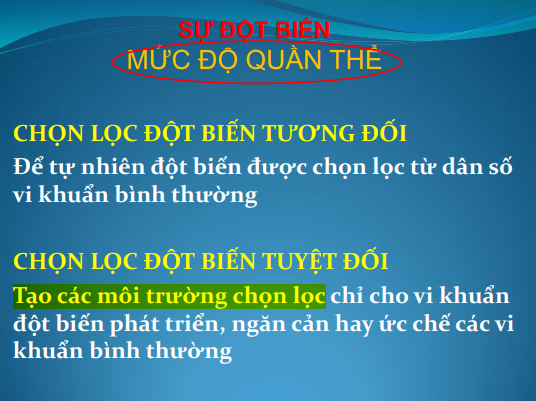 SỰ ĐỘT BIẾN
MỨC ĐỘ QUẦN THỂ
CHỌN LỌC ĐỘT BIẾN TƯƠNG ĐỐI
Để tự nhiên đột biến được chọn lọc từ dân số
vi khuẩn bình thường
CHỌN LỌC ĐỘT BIẾN TUYỆT ĐỐI
Tạo các môi trường chọn lọc chỉ cho vi khuẩn
đột biến phát triển, ngăn cản hay ức chế các vi
khuẩn bình thường